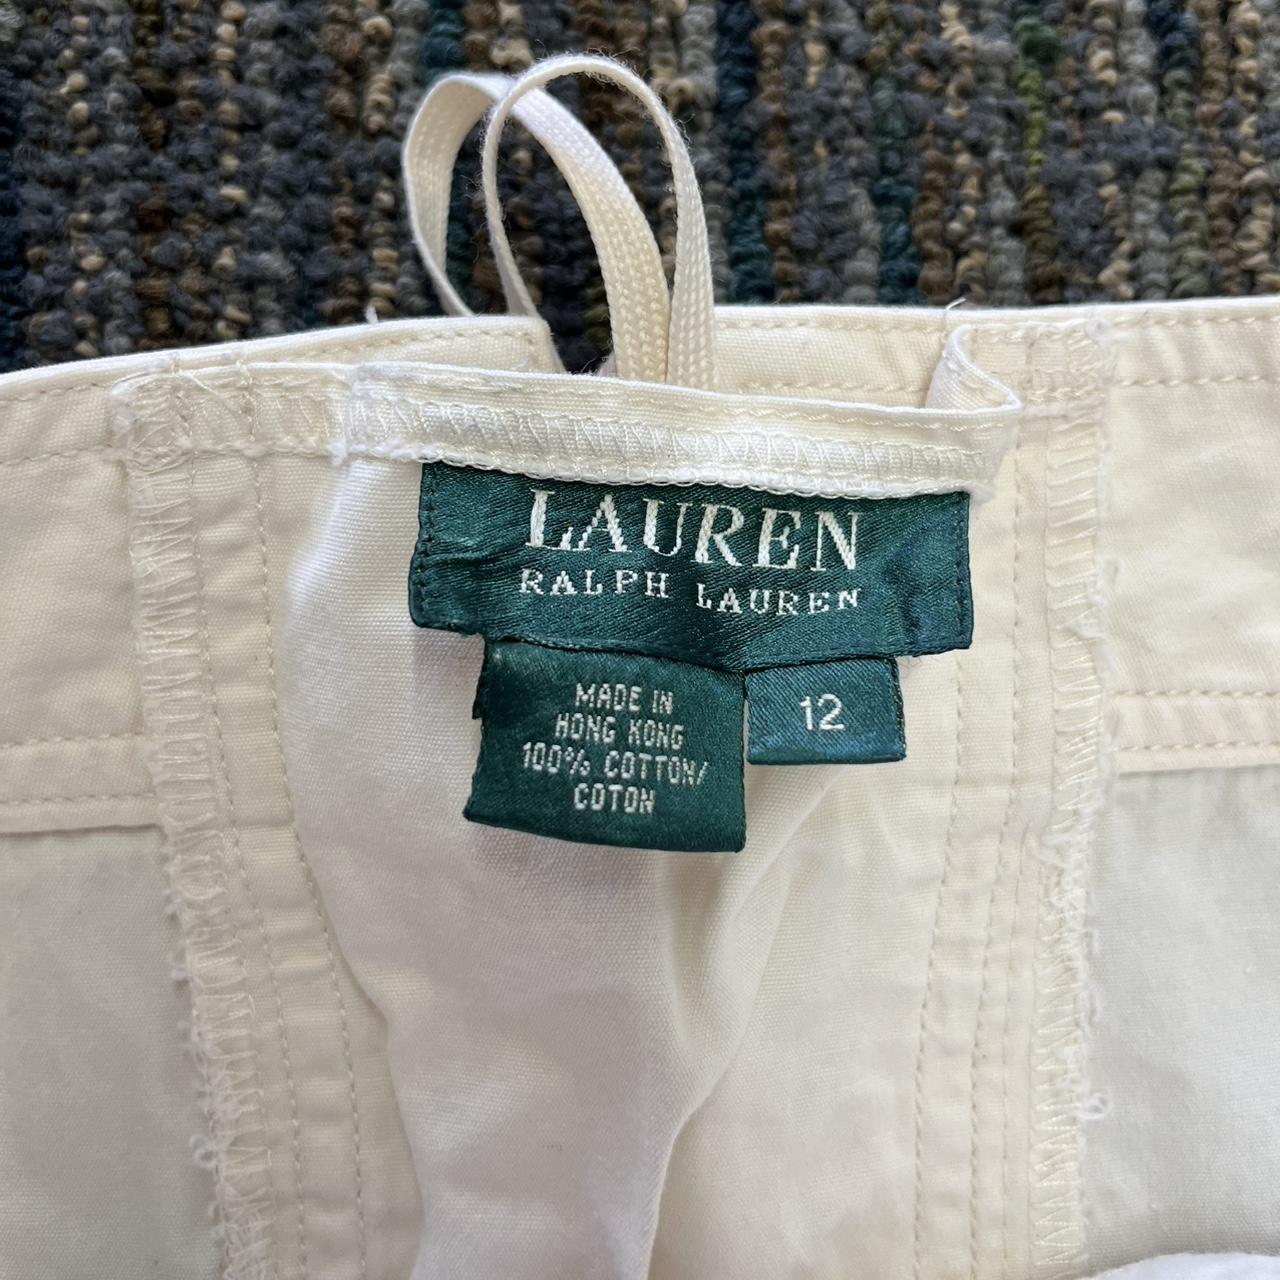 LAUREN
RALPH LAUREN
MADE IN
HONG KONG
100% COTTON/
COTON
12